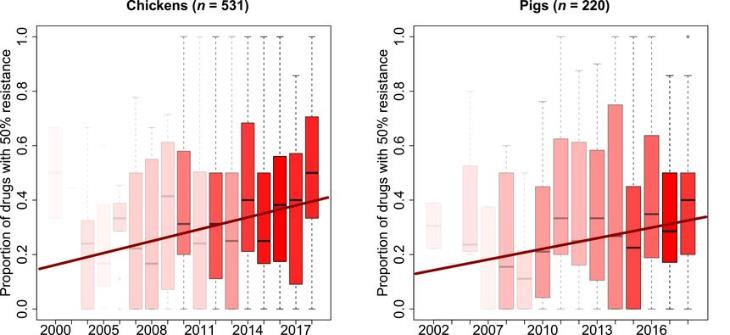 Chickens (n = 531)
Proportion of drugs with 50% resistance
1.0
0.8
0.6
0.4
0.2
0.0
2000 2005 2008 2011 2014 2017
Pigs (n = 220)
Proportion of drugs with 50% resistance
1.0
0.8
0.6
0.4
0.2
0.0
2002 2007 2010 2013 2016